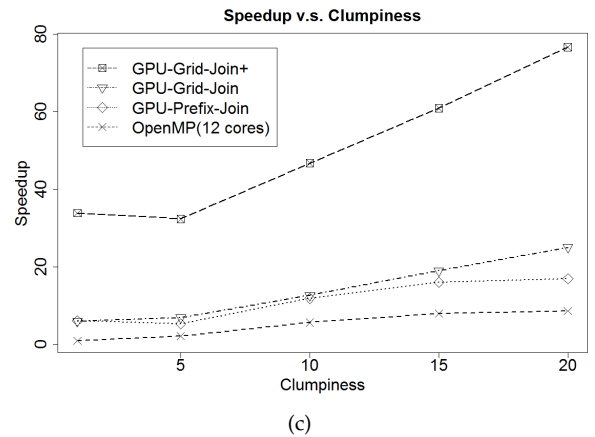 Speedup v.s. Clumpiness
80
60
40
20
0
Speedup
GPU-Grid-Join+
GPU-Grid-Join
GPU-Prefix-Join
OpenMP(12 cores)
5
10
15
20
Clumpiness
(c)